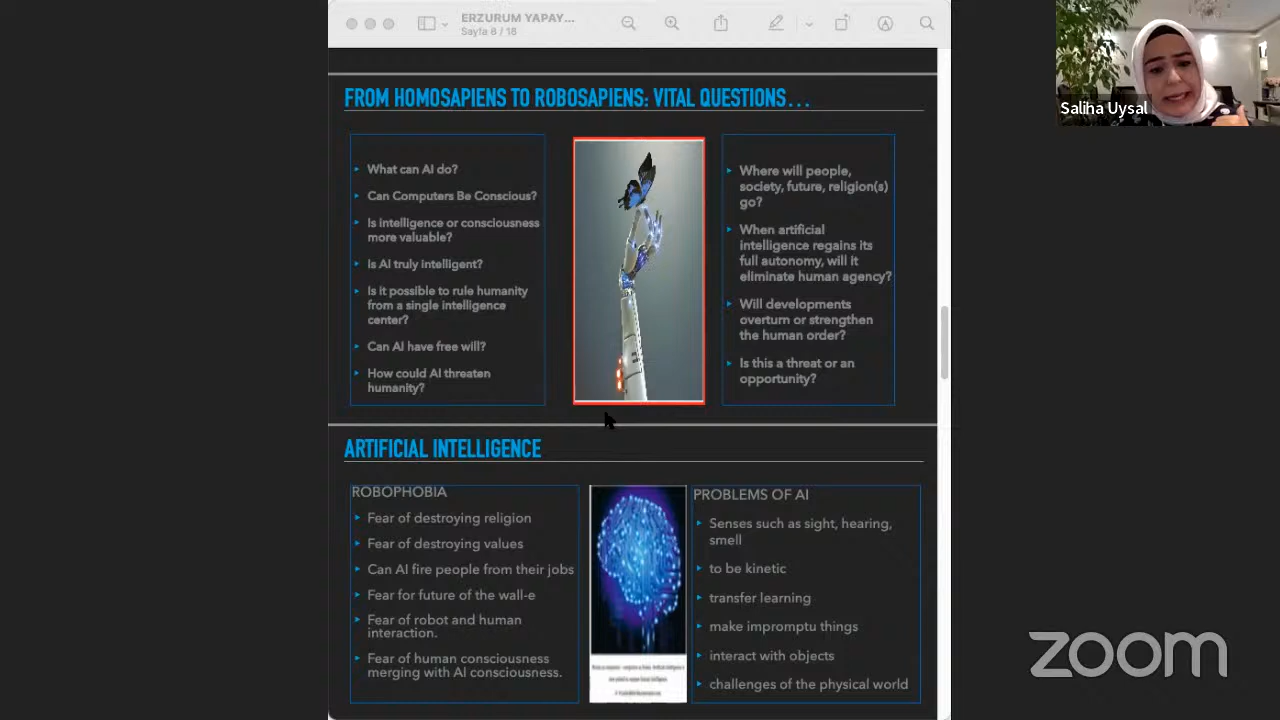 ERZURUM YAPAY...
Sayfa 8 / 18
Saliha Uysal
FROM HOMOSAPIENS TO ROBOSAPIENS: VITAL QUESTIONS...
What can AI do?
Can Computers Be Conscious?
Is intelligence or consciousness
more valuable?
Is AI truly intelligent?
Is it possible to rule humanity
from a single intelligence
center?
Can AI have free will?
How could AI threaten
humanity?
Where will people,
society, future, religion(s)
go?
When artificial
intelligence regains its
full autonomy, will it
eliminate human agency?
Will developments
overturn or strengthen
the human order?
Is this a threat or an
opportunity?
ARTIFICIAL INTELLIGENCE
ROBOPHOBIA
Fear of destroying religion
Fear of destroying values
Can AI fire people from their jobs
Fear for future of the wall-e
Fear of robot and human
interaction.
Fear of human consciousness
merging with AI consciousness.
PROBLEMS OF AI
Senses such as sight, hearing,
smell
to be kinetic
transfer learning
make impromptu things
interact with objects
challenges of the physical world
zoom